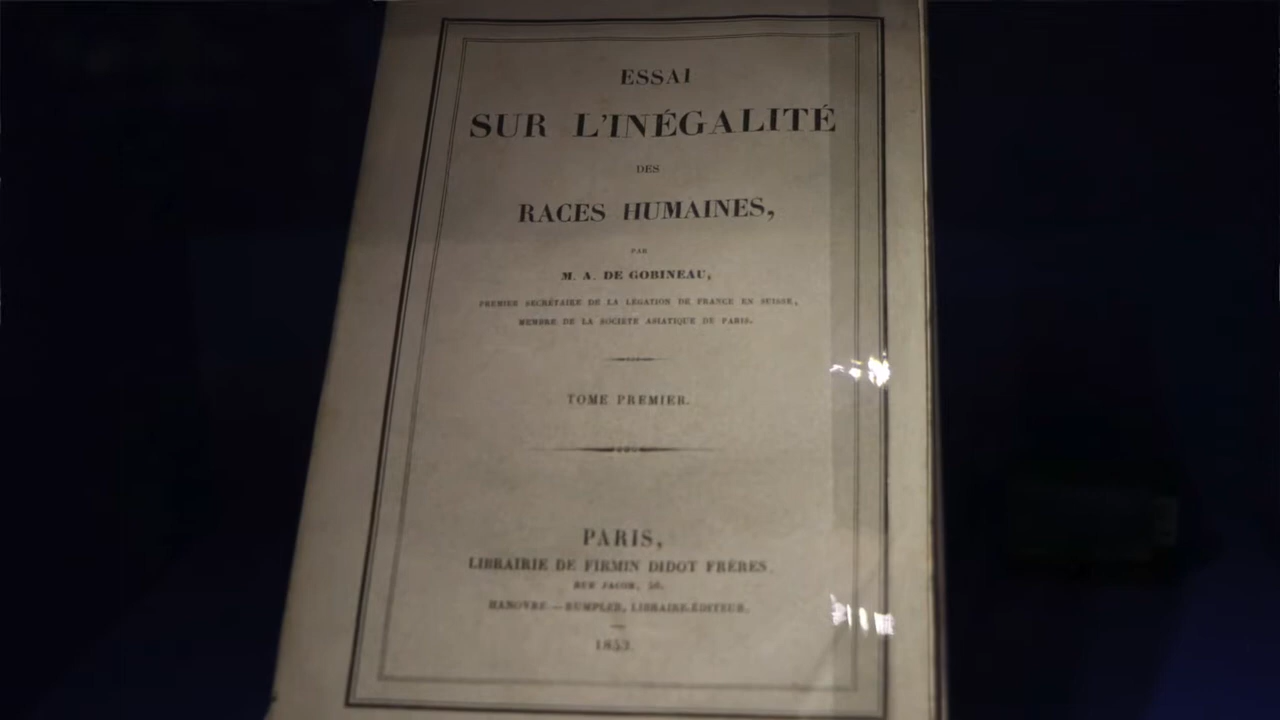 ESSAI
SUR L'INÉGALITÉ
DES
RACES HUMAINES,
PAR
M. A. DE GOBINEAU,
PREMIER SECRÉTAIRE DE LA LÉGATION DE FRANCE EN SUISSE,
MEMBRE DE LA SOCIÉTÉ ASIATIQUE DE PARIS.
TOME PREMIER.
PARIS,
LIBRAIRIE DE FIRMIN DIDOT FRÈRES
RUE JACOB, 56.
HANOVRE. — RUMPLER, LIBRAIRE-ÉDITEUR.
1853.